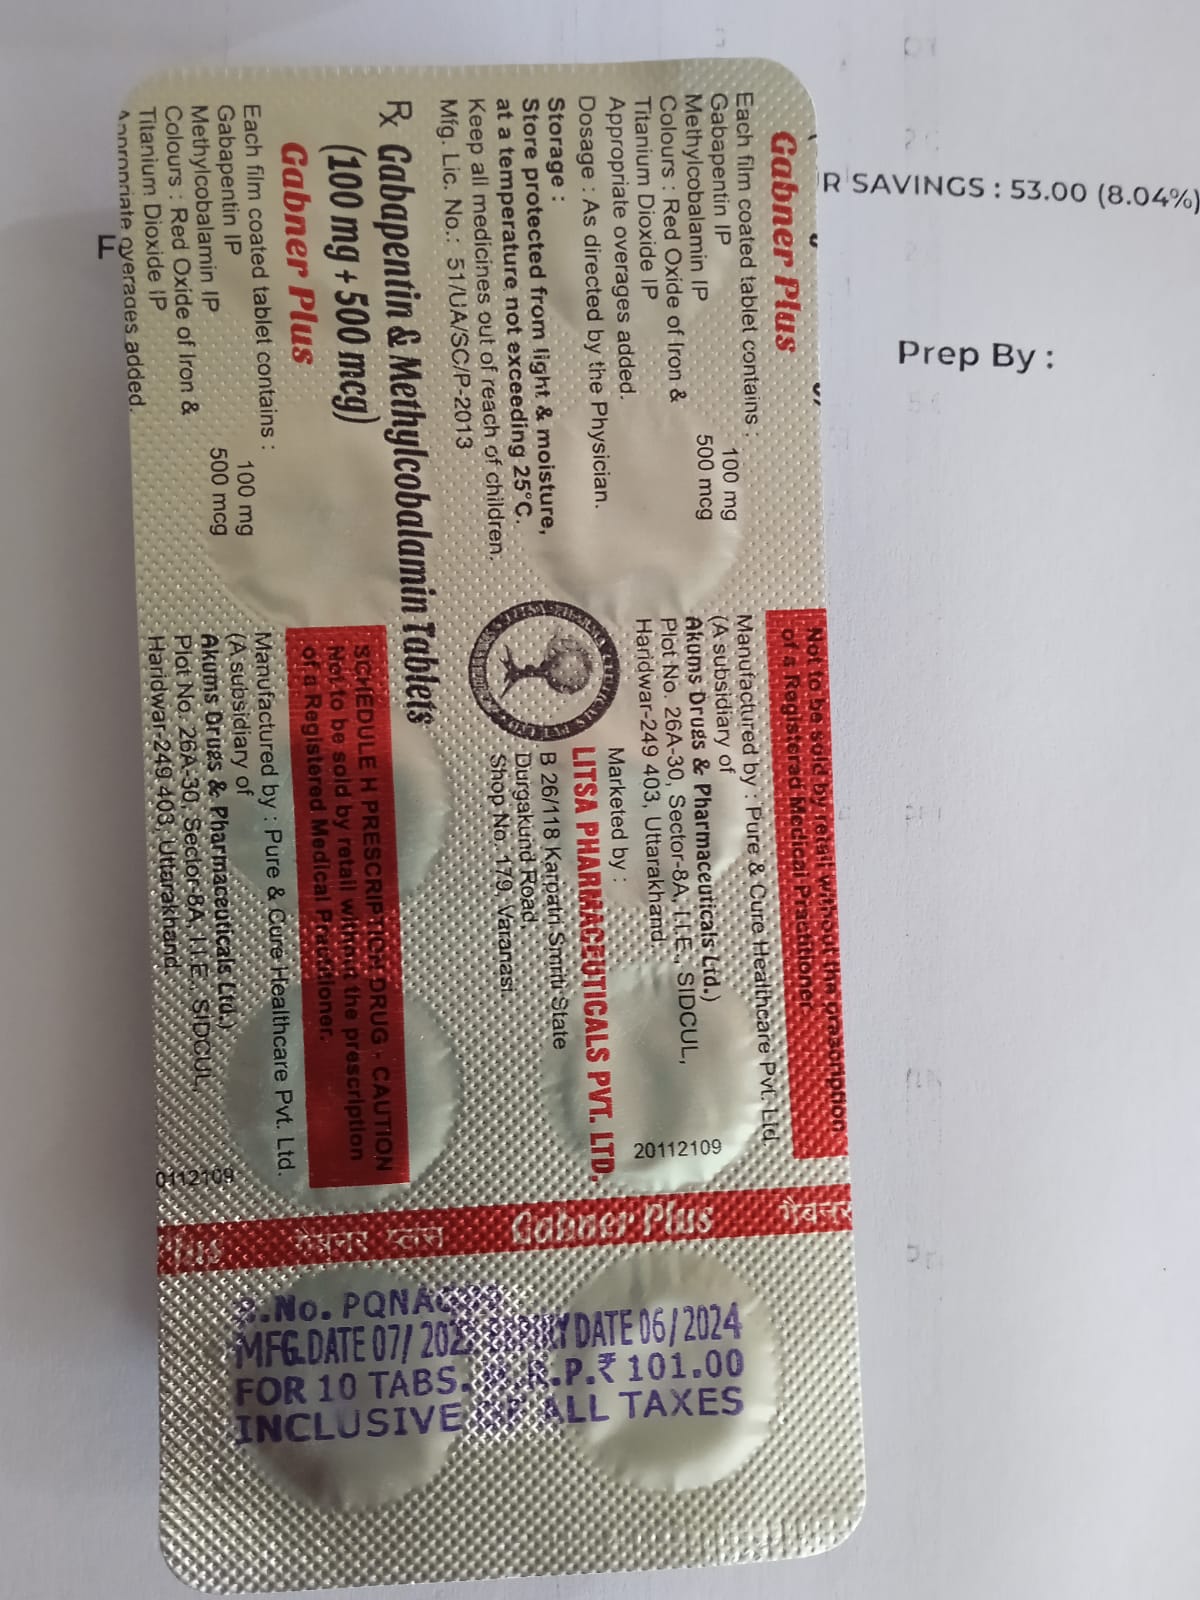 R SAVINGS : 53.00 (8.04%)
Prep By :
F
Gabner Plus
Each film coated tablet contains :
Gabapentin IP 100 mg
Methylcobalamin IP 500 mcg
Colours : Red Oxide of Iron &
Titanium Dioxide IP
Appropriate overages added.
Dosage : As directed by the Physician.
Storage :
Store protected from light & moisture,
at a temperature not exceeding 25°C.
Keep all medicines out of reach of children.
Mfg. Lic. No.: 51/UA/SC/P-2013
Not to be sold by retail without the prescription
of a Registered Medical Practitioner.
Manufactured by : Pure & Cure Healthcare Pvt. Ltd.
(A subsidiary of
Akums Drugs & Pharmaceuticals Ltd.)
Plot No. 26A-30, Sector-8A, I.I.E., SIDCUL,
Haridwar-249 403, Uttarakhand.
20112109
Marketed by :
LITSA PHARMACEUTICALS PVT. LTD.
B 26/118 Karpatri Smriti State
Durgakund Road,
Shop No. 179, Varanasi.
Rx Gabapentin & Methylcobalamin Tablets
(100 mg + 500 mcg)
Gabner Plus
SCHEDULE H PRESCRIPTION DRUG - CAUTION
Not to be sold by retail without the prescription
of a Registered Medical Practitioner.
Each film coated tablet contains :
Gabapentin IP 100 mg
Methylcobalamin IP 500 mcg
Colours : Red Oxide of Iron &
Titanium Dioxide IP
Appropriate overages added.
Manufactured by : Pure & Cure Healthcare Pvt. Ltd.
(A subsidiary of
Akums Drugs & Pharmaceuticals Ltd.)
Plot No. 26A-30, Sector-8A, I.I.E., SIDCUL,
Haridwar-249 403, Uttarakhand.
0112109
lus गैबनर प्लस Gabner Plus गैबनर
No. PQNA
MFG.DATE 07/ DATE 06/2024
FOR 10 TABS. .P.₹ 101.00
INCLUSIVE OF ALL TAXES